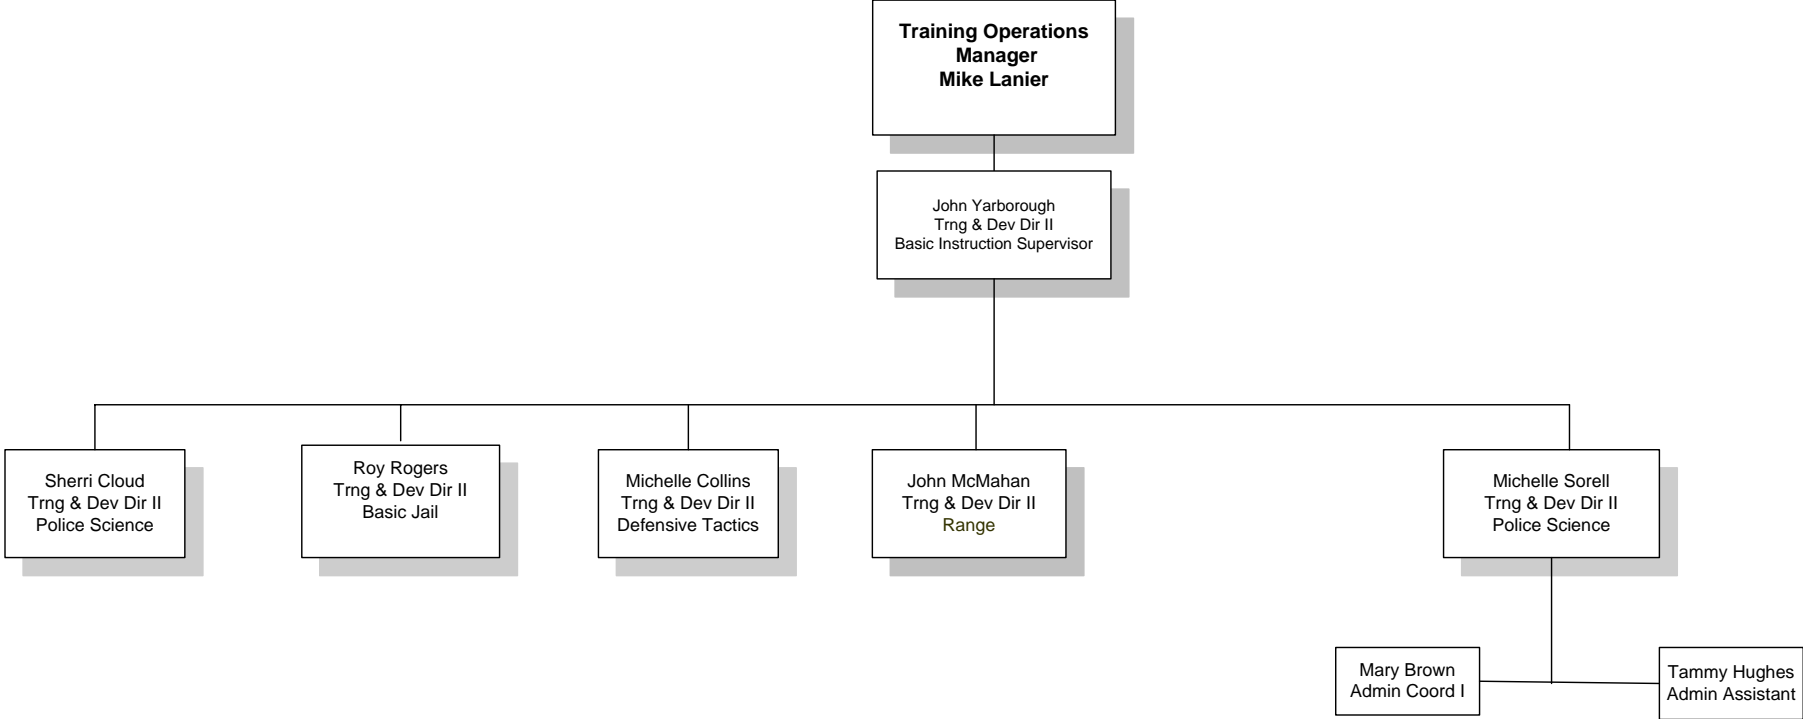 Training Operations
Manager
Mike Lanier
John Yarborough
Trng & Dev Dir II
Basic Instruction Supervisor
Sherri Cloud
Trng & Dev Dir II
Police Science
Roy Rogers
Trng & Dev Dir II
Basic Jail
Michelle Collins
Trng & Dev Dir II
Defensive Tactics
John McMahan
Trng & Dev Dir II
Range
Michelle Sorell
Trng & Dev Dir II
Police Science
Mary Brown
Admin Coord I
Tammy Hughes
Admin Assistant